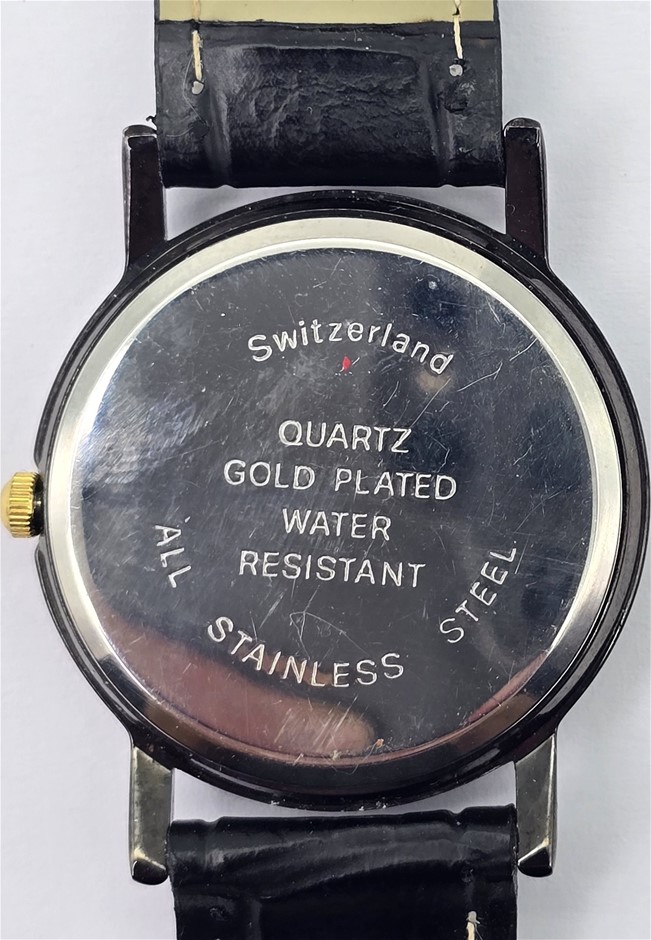 Switzerland
QUARTZ
GOLD PLATED
WATER
RESISTANT
ALL STAINLESS STEEL